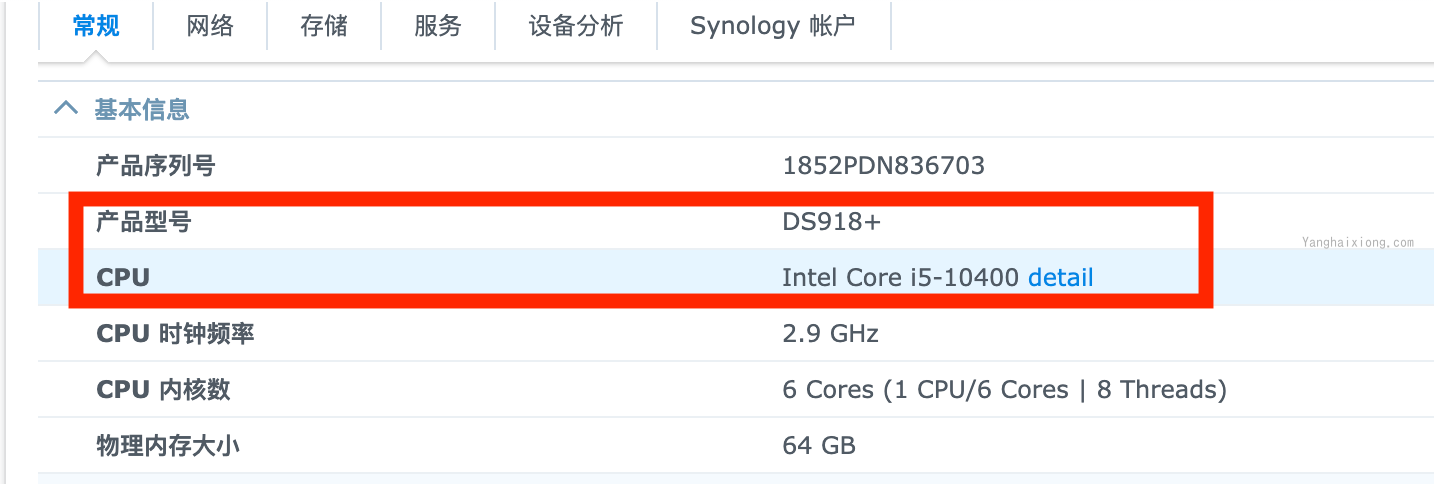 常规 网络 存储 服务 设备分析 Synology 帐户
基本信息
产品序列号 1852PDN836703
产品型号 DS918+
Yanghaixiong.com
CPU Intel Core i5-10400 detail
CPU 时钟频率 2.9 GHz
CPU 内核数 6 Cores (1 CPU/6 Cores | 8 Threads)
物理内存大小 64 GB